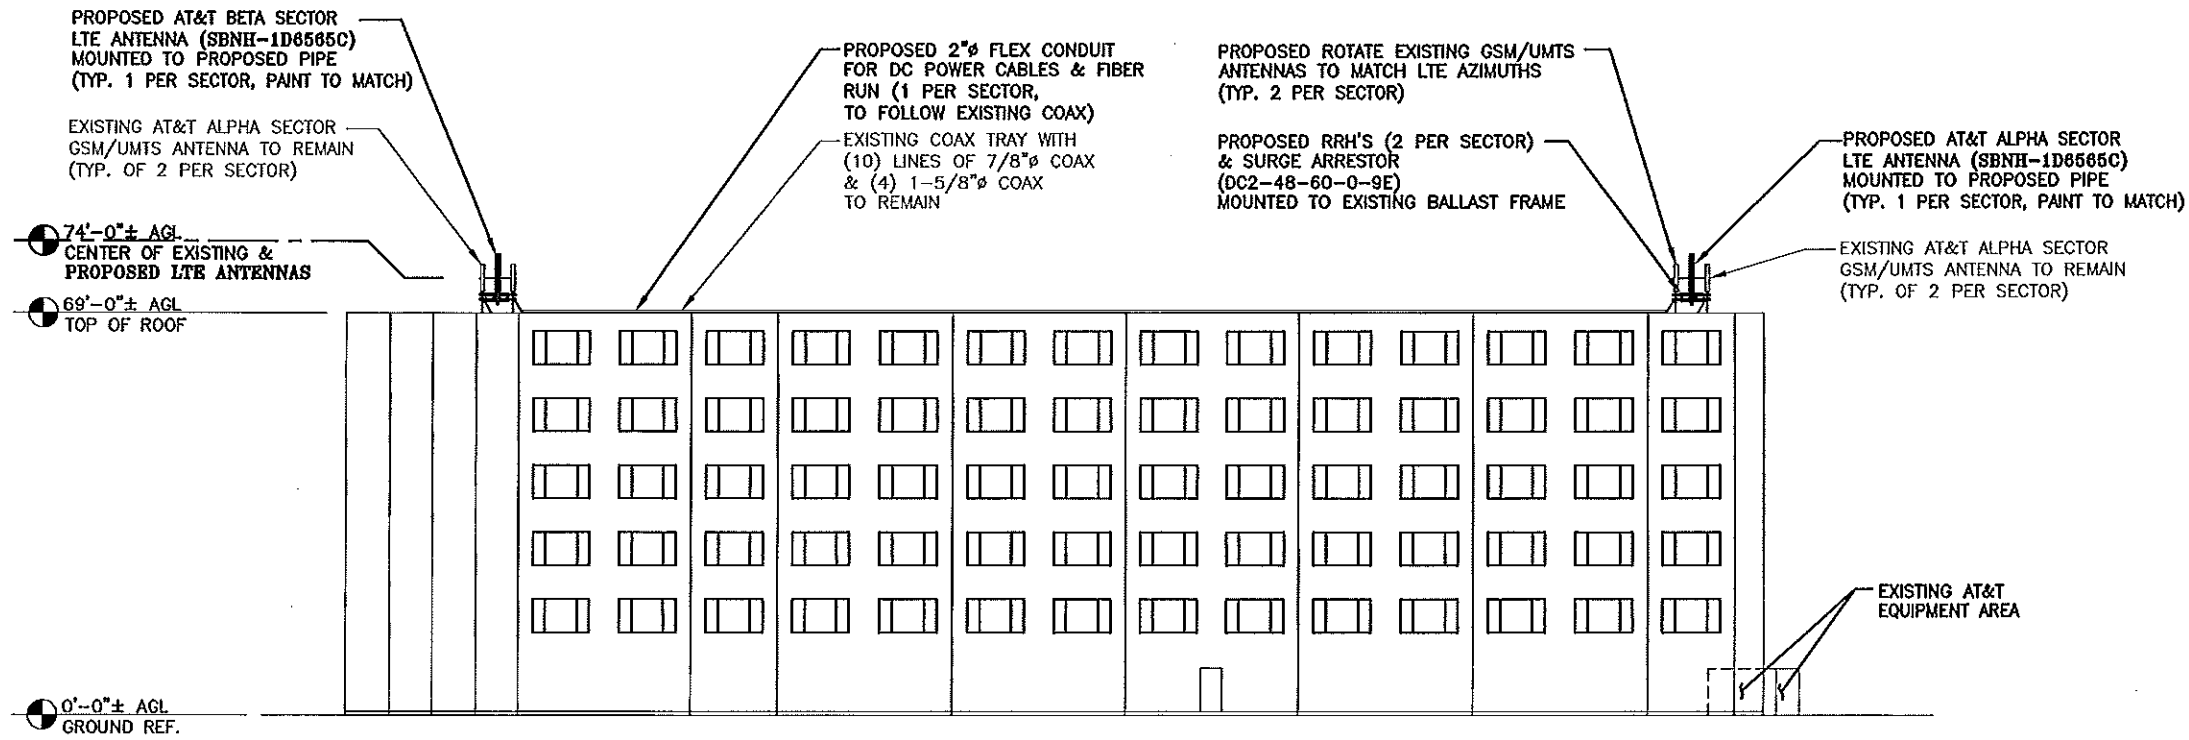 PROPOSED AT&T BETA SECTOR
LTE ANTENNA (SBNH-1D6565C)
MOUNTED TO PROPOSED PIPE
(TYP. 1 PER SECTOR, PAINT TO MATCH)
EXISTING AT&T ALPHA SECTOR
GSM/UMTS ANTENNA TO REMAIN
(TYP. OF 2 PER SECTOR)
74'-0"± AGL
CENTER OF EXISTING &
PROPOSED LTE ANTENNAS
69'-0"± AGL
TOP OF ROOF
0'-0"± AGL
GROUND REF.
PROPOSED 2"ø FLEX CONDUIT
FOR DC POWER CABLES & FIBER
RUN (1 PER SECTOR,
TO FOLLOW EXISTING COAX)
EXISTING COAX TRAY WITH
(10) LINES OF 7/8"ø COAX
& (4) 1-5/8"ø COAX
TO REMAIN
PROPOSED ROTATE EXISTING GSM/UMTS
ANTENNAS TO MATCH LTE AZIMUTHS
(TYP. 2 PER SECTOR)
PROPOSED RRH'S (2 PER SECTOR)
& SURGE ARRESTOR
(DC2-48-60-0-9E)
MOUNTED TO EXISTING BALLAST FRAME
PROPOSED AT&T ALPHA SECTOR
LTE ANTENNA (SBNH-1D6565C)
MOUNTED TO PROPOSED PIPE
(TYP. 1 PER SECTOR, PAINT TO MATCH)
EXISTING AT&T ALPHA SECTOR
GSM/UMTS ANTENNA TO REMAIN
(TYP. OF 2 PER SECTOR)
EXISTING AT&T
EQUIPMENT AREA